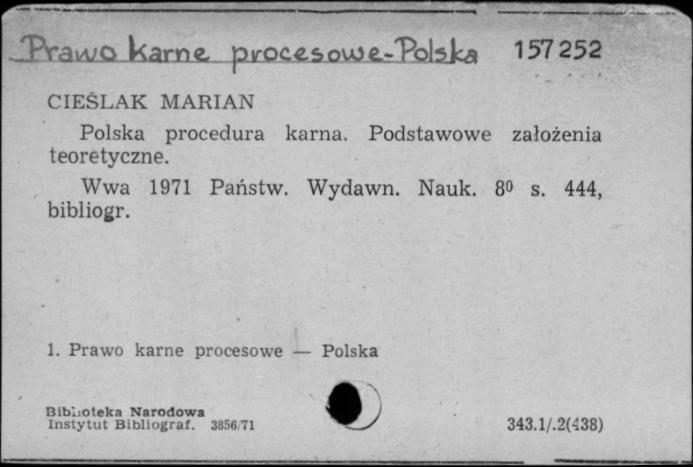 Prawo karne procesowe-Polska 157252
CIEŚLAK MARIAN
Polska procedura karna. Podstawowe założenia
teoretyczne.
Wwa 1971 Państw. Wydawn. Nauk. 8⁰ s. 444,
bibliogr.
1. Prawo karne procesowe — Polska
Biblioteka Narodowa
Instytut Bibliograf. 3856/71
343.1/.2(438)